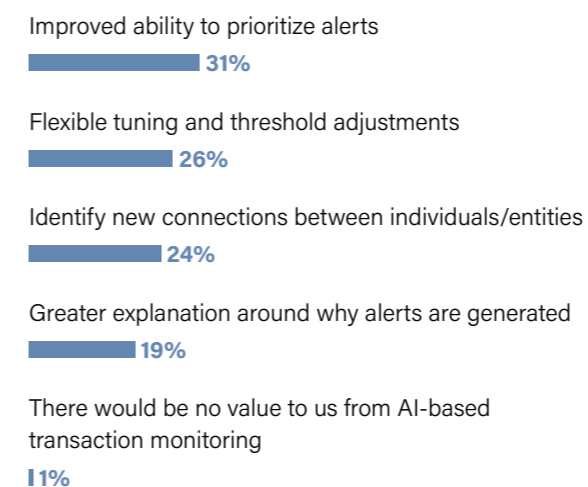 Improved ability to prioritize alerts
31%
Flexible tuning and threshold adjustments
26%
Identify new connections between individuals/entities
24%
Greater explanation around why alerts are generated
19%
There would be no value to us from AI-based
transaction monitoring
1%